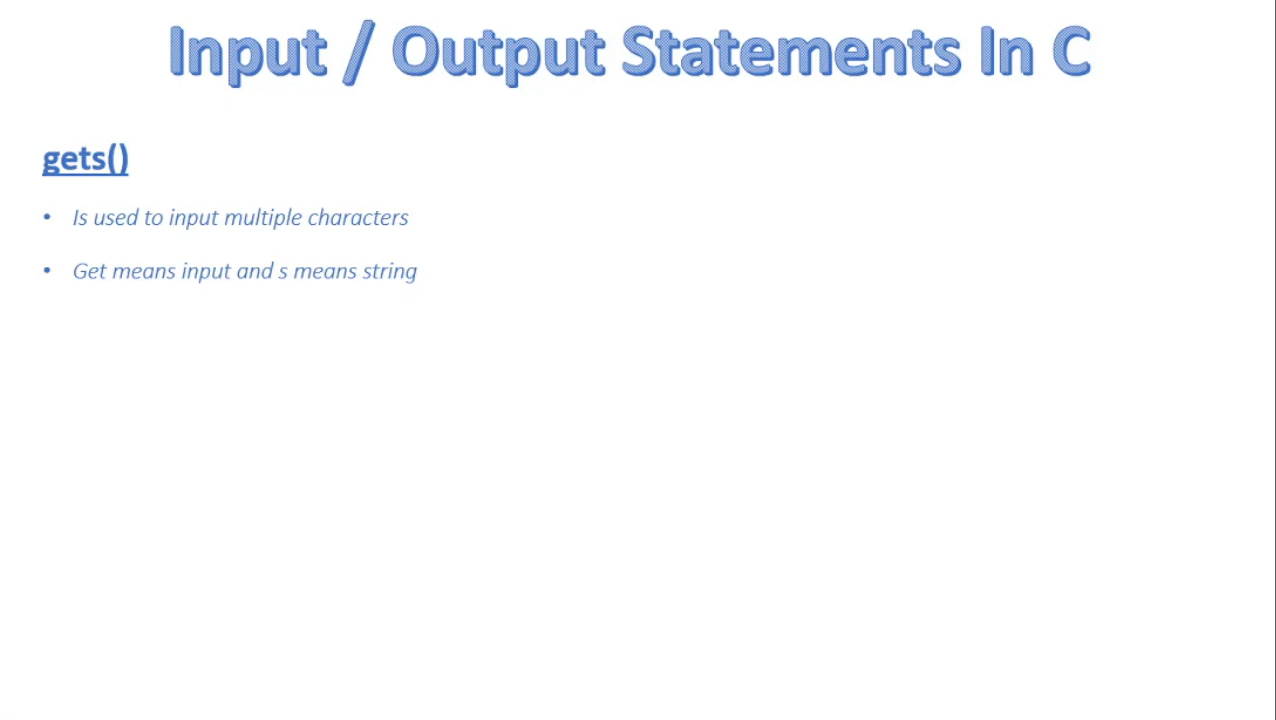 Input / Output Statements In C
gets()
• Is used to input multiple characters
• Get means input and s means string